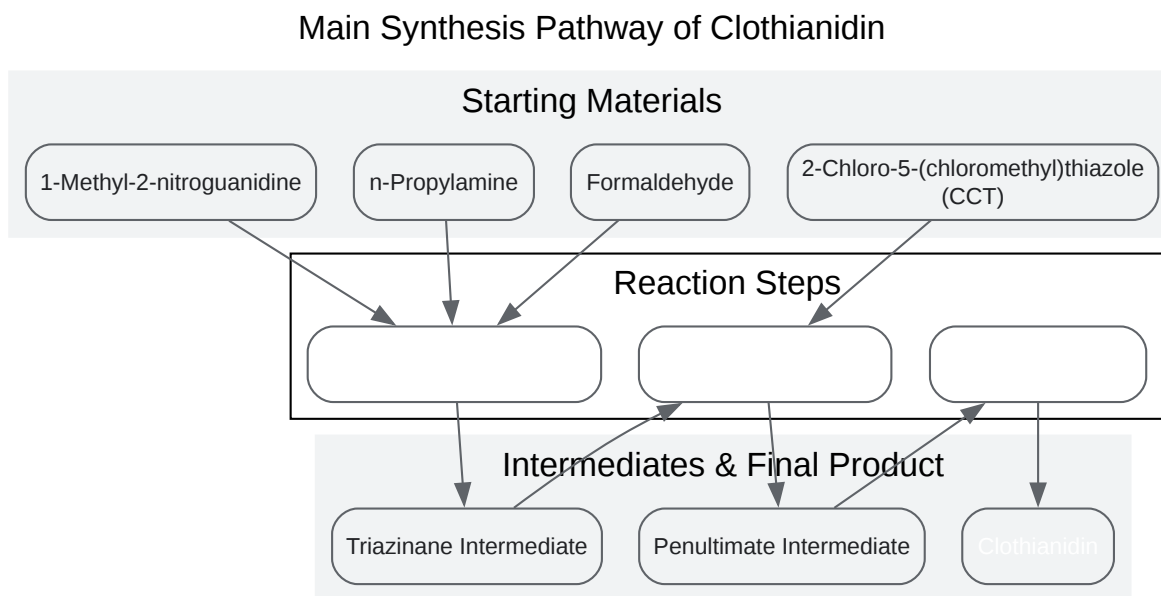 Main Synthesis Pathway of Clothianidin
Starting Materials
1-Methyl-2-nitroguanidine
n-Propylamine
Formaldehyde
2-Chloro-5-(chloromethyl)thiazole
(CCT)
Reaction Steps
Intermediates & Final Product
Triazinane Intermediate
Penultimate Intermediate
Clothianidin